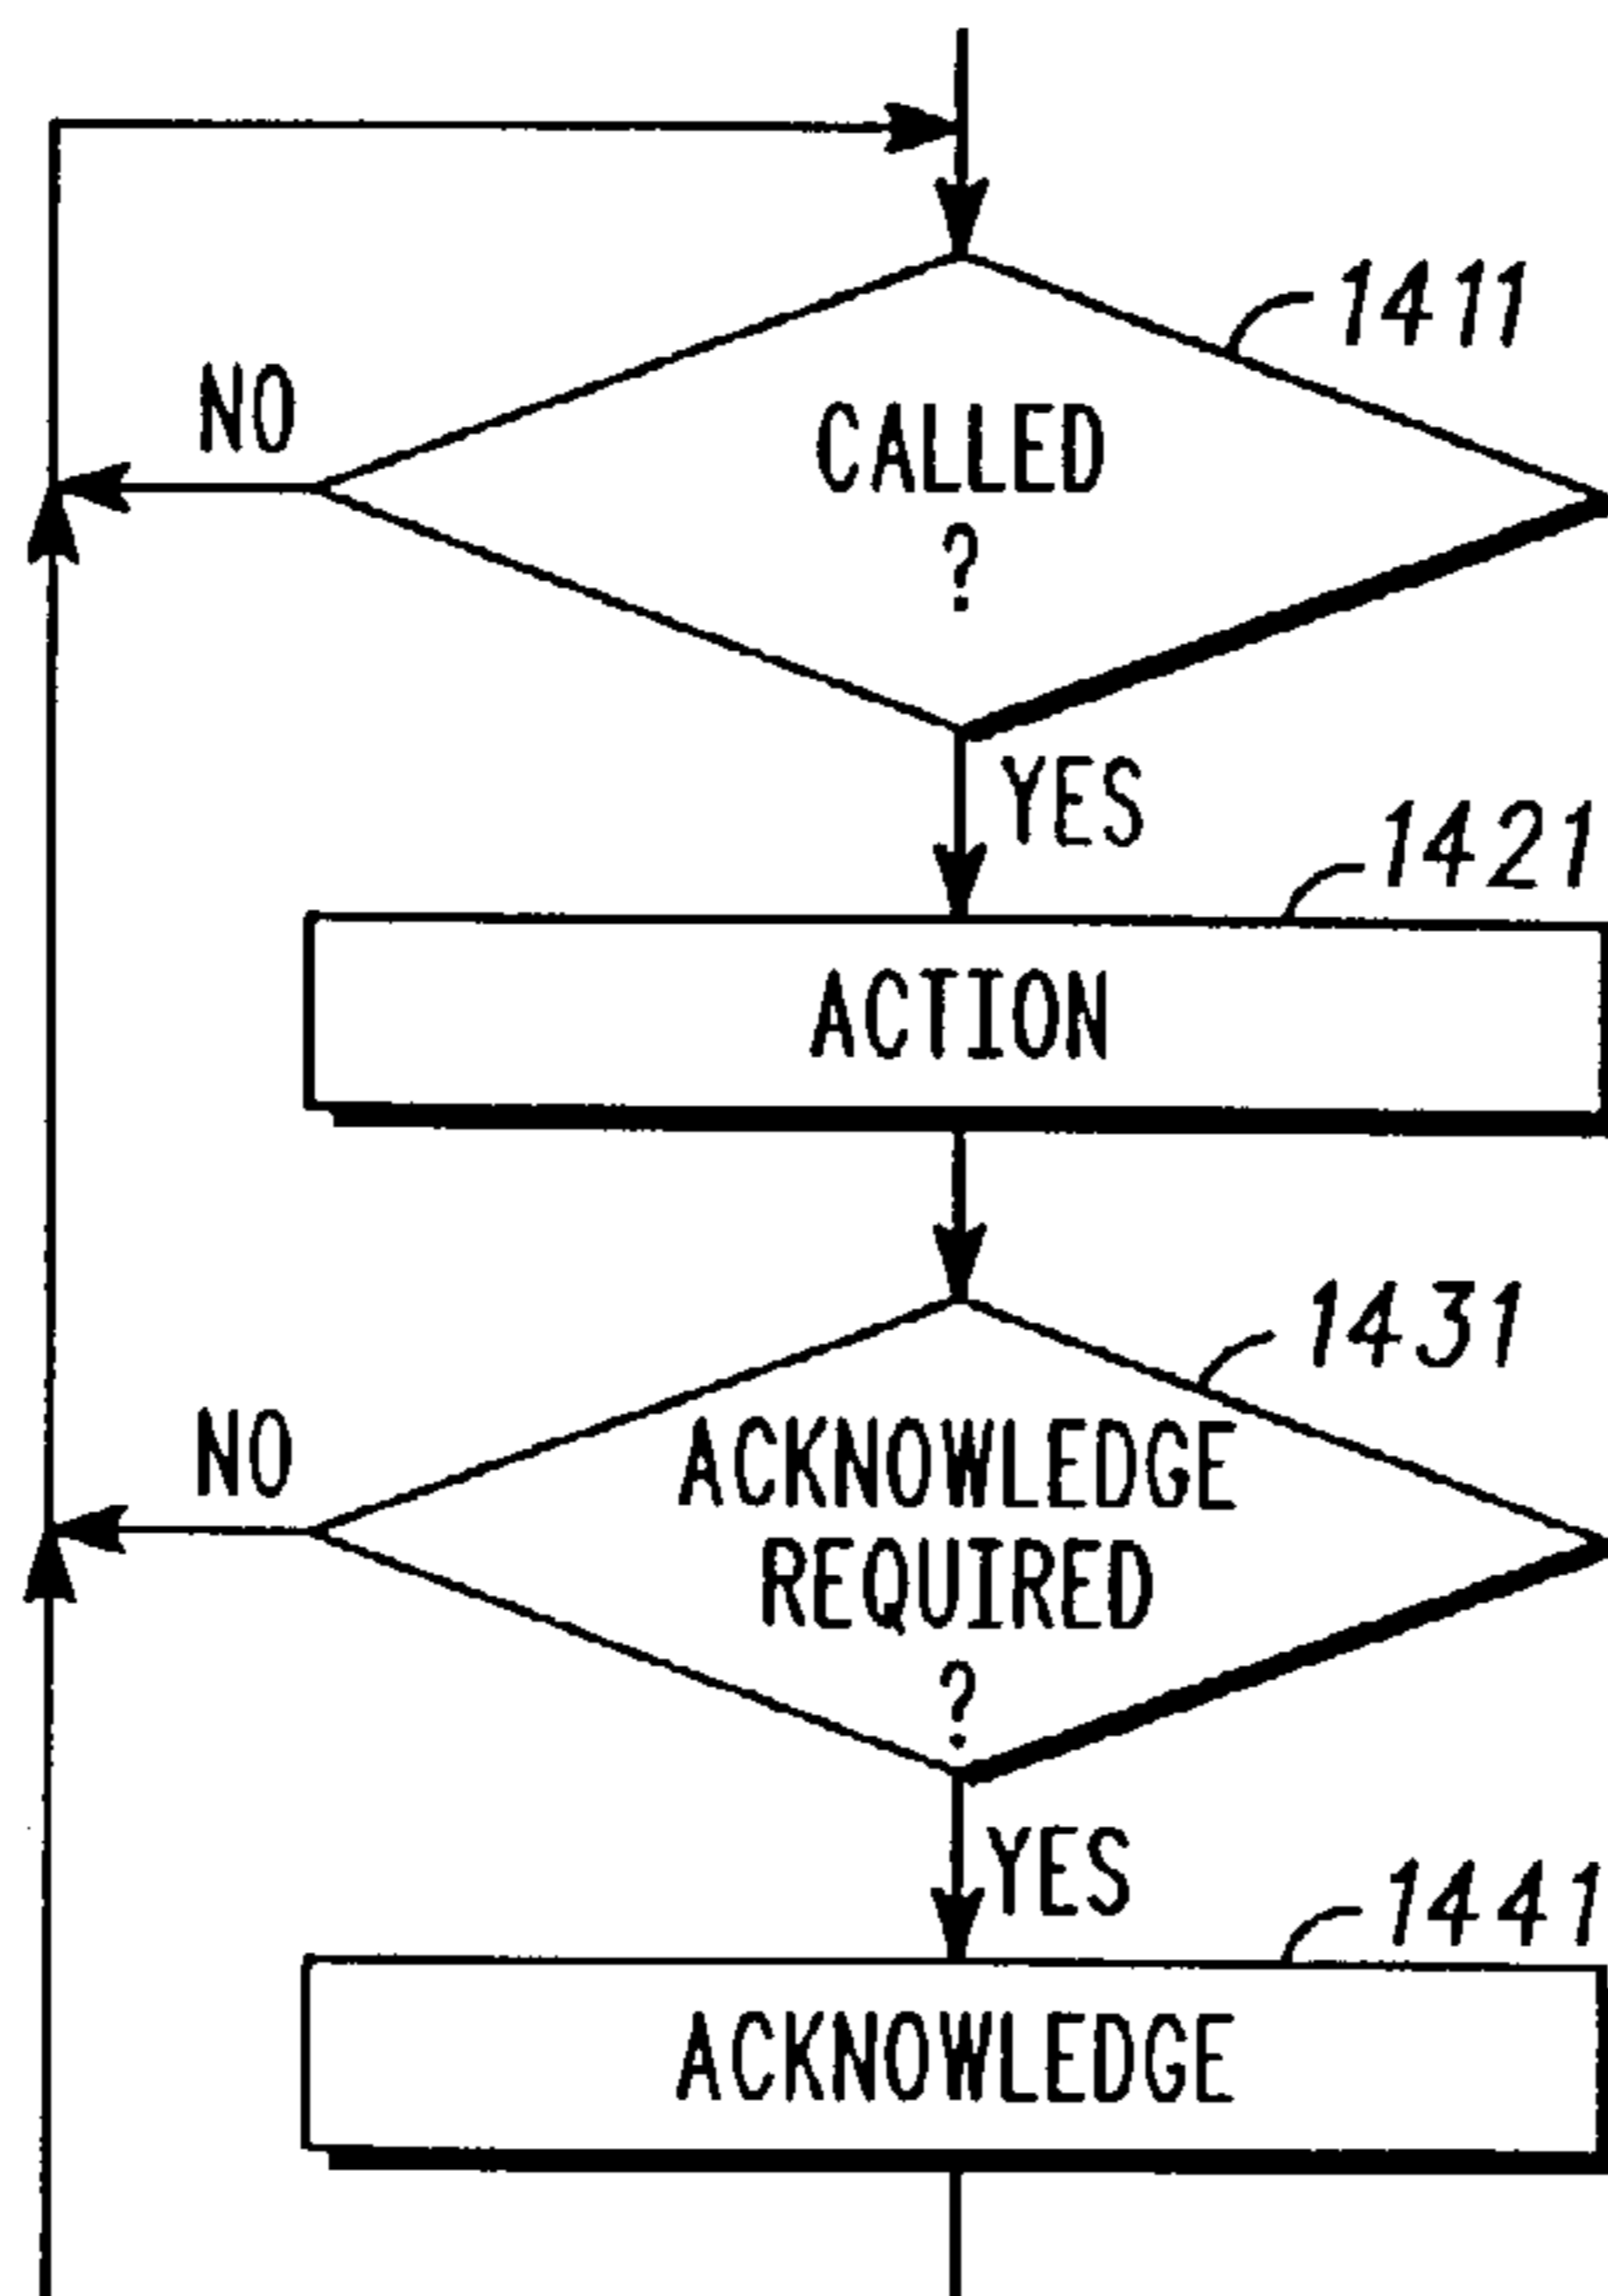 1411
NO
CALLED
?
YES
1421
ACTION
1431
NO
ACKNOWLEDGE
REQUIRED
?
YES
1441
ACKNOWLEDGE